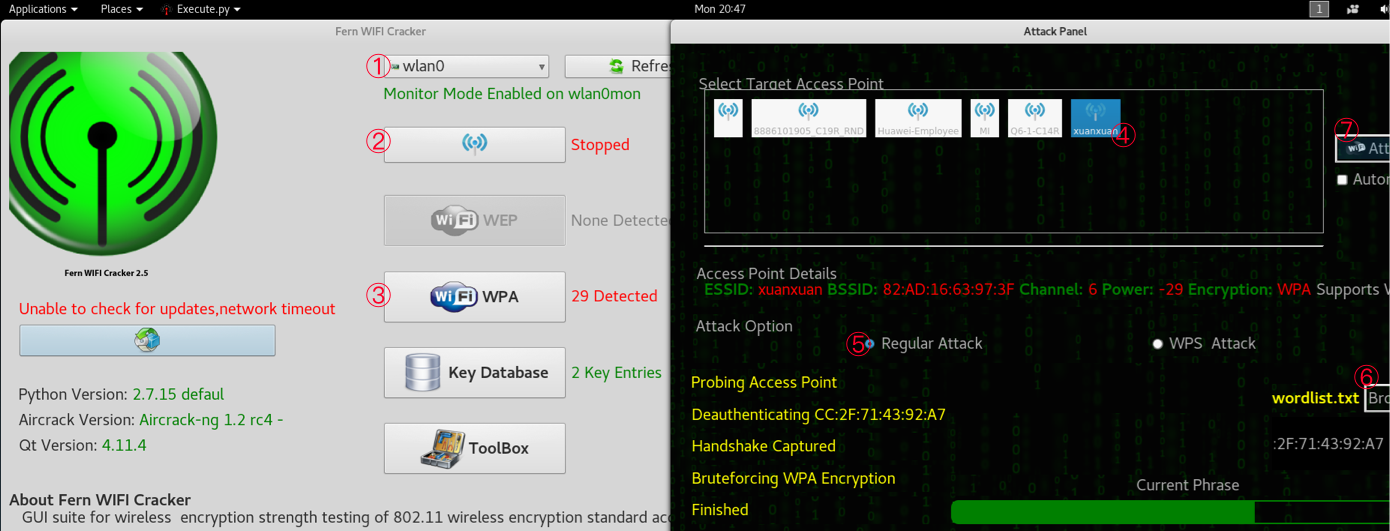 Applications ▾ Places ▾ Execute.py ▾ Mon 20:47 1
Fern WIFI Cracker
① wlan0
Refres
Monitor Mode Enabled on wlan0mon
② Stopped
WiFi WEP None Detected
Fern WIFI Cracker 2.5
③ WiFi WPA 29 Detected
Unable to check for updates,network timeout
Key Database 2 Key Entries
Python Version: 2.7.15 defaul
Aircrack Version: Aircrack-ng 1.2 rc4 -
Qt Version: 4.11.4
ToolBox
About Fern WIFI Cracker
GUI suite for wireless encryption strength testing of 802.11 wireless encryption standard acc
Attack Panel
Select Target Access Point
8886101905_C19R_RND Huawei-Employee MI Q6-1-C14R xuanxuan ④
⑦ WiFi Att
Autor
Access Point Details
ESSID: xuanxuan BSSID: 82:AD:16:63:97:3F Channel: 6 Power: -29 Encryption: WPA Supports W
Attack Option
⑤ Regular Attack WPS Attack
Probing Access Point
⑥
wordlist.txt Bro
Deauthenticating CC:2F:71:43:92:A7
:2F:71:43:92:A7
Handshake Captured
Bruteforcing WPA Encryption
Current Phrase
Finished